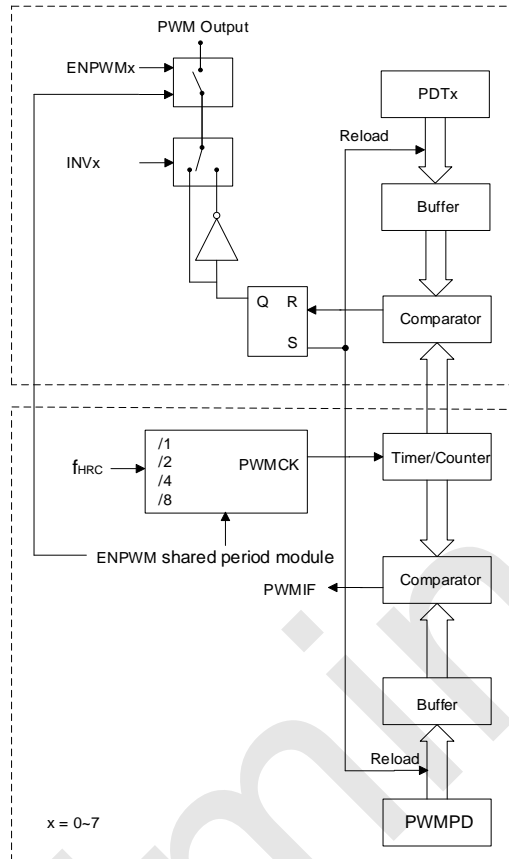 PWM Output
ENPWMx
PDTx
Reload
INVx
Buffer
Q R
S
Comparator
/1
/2
/4
/8
fHRC
PWMCK
Timer/Counter
ENPWM shared period module
PWMIF
Comparator
Buffer
Reload
x = 0~7
PWMPD